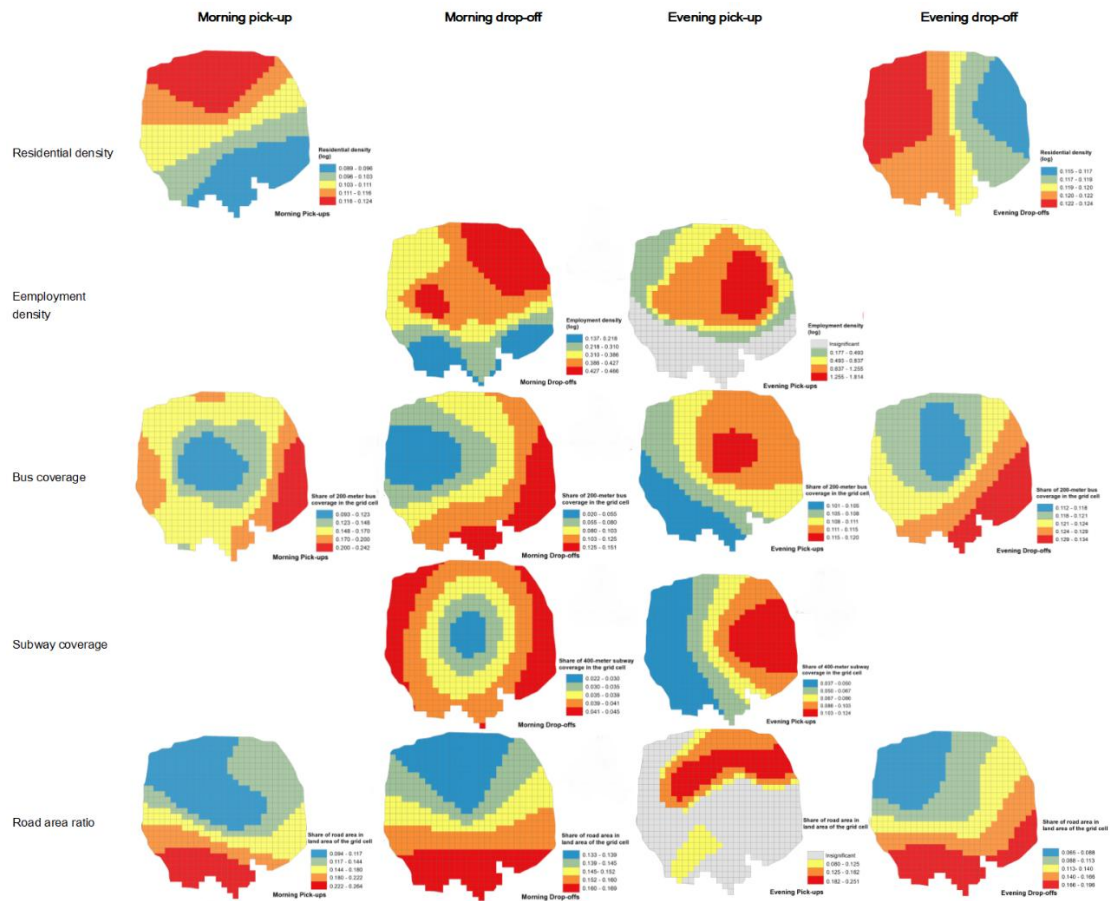 Morning pick-up
Morning drop-off
Evening pick-up
Evening drop-off
Residential density
Residential density
(log)
0.089 - 0.096
0.096 - 0.103
0.103 - 0.111
0.111 - 0.116
0.116 - 0.124
Morning Pick-ups
Residential density
(log)
0.115 - 0.117
0.117 - 0.119
0.119 - 0.120
0.120 - 0.122
0.122 - 0.124
Evening Drop-offs
Eemployment
density
Employment density
(log)
0.137 - 0.218
0.218 - 0.310
0.310 - 0.386
0.386 - 0.427
0.427 - 0.466
Morning Drop-offs
Employment density
(log)
Insignificant
0.177 - 0.493
0.493 - 0.837
0.837 - 1.255
1.255 - 1.814
Evening Pick-ups
Bus coverage
Share of 200-meter bus
coverage in the grid cell
0.093 - 0.123
0.123 - 0.148
0.148 - 0.170
0.170 - 0.200
0.200 - 0.242
Morning Pick-ups
Share of 200-meter bus
coverage in the grid cell
0.020 - 0.055
0.055 - 0.080
0.080 - 0.103
0.103 - 0.125
0.125 - 0.151
Morning Drop-offs
Share of 200-meter bus
coverage in the grid cell
0.101 - 0.105
0.105 - 0.108
0.108 - 0.111
0.111 - 0.115
0.115 - 0.120
Evening Pick-ups
Share of 200-meter bus
coverage in the grid cell
0.112 - 0.118
0.118 - 0.121
0.121 - 0.124
0.124 - 0.129
0.129 - 0.134
Evening Drop-offs
Subway coverage
Share of 400-meter subway
coverage in the grid cell
0.022 - 0.030
0.030 - 0.035
0.035 - 0.039
0.039 - 0.041
0.041 - 0.045
Morning Drop-offs
Share of 400-meter subway
coverage in the grid cell
0.037 - 0.050
0.050 - 0.067
0.067 - 0.086
0.086 - 0.103
0.103 - 0.124
Evening Pick-ups
Road area ratio
Share of road area in
land area of the grid cell
0.094 - 0.117
0.117 - 0.144
0.144 - 0.180
0.180 - 0.222
0.222 - 0.264
Morning Pick-ups
Share of road area in
land area of the grid cell
0.133 - 0.139
0.139 - 0.145
0.145- 0.152
0.152 - 0.160
0.160 - 0.169
Morning Drop-offs
Share of road area in
land area of the grid cell
Insignificant
0.080 - 0.125
0.125 - 0.182
0.182 - 0.251
Evening Pick-ups
Share of road area in
land area of the grid cell
0.088 - 0.113
0.113- 0.140
0.140 - 0.166
0.166 - 0.196
Evening Drop-offs